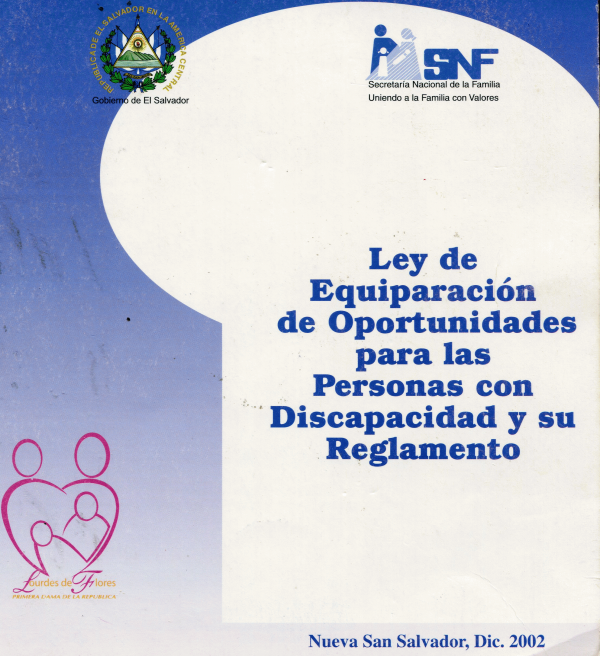 REPUBLICA DE EL SALVADOR EN LA AMERICA CENTRAL
Gobierno de El Salvador
SNF
Secretaría Nacional de la Familia
Uniendo a la Familia con Valores
Ley de
Equiparación
de Oportunidades
para las
Personas con
Discapacidad y su
Reglamento
Lourdes de Flores
PRIMERA DAMA DE LA REPUBLICA
Nueva San Salvador, Dic. 2002